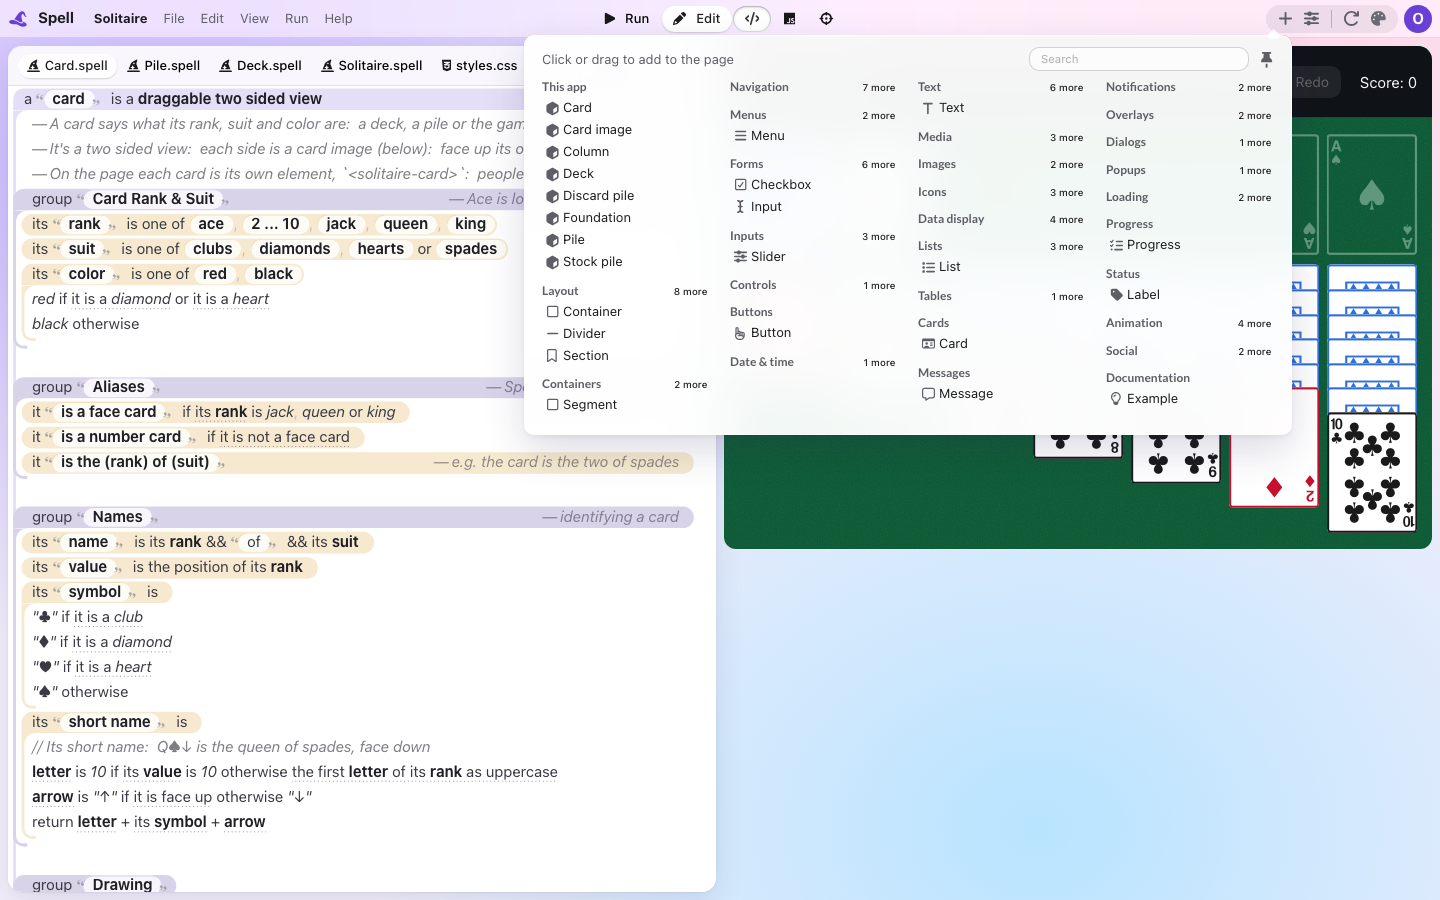 Spell Solitaire File Edit View Run Help
Run Edit </> JS
O
Card.spell Pile.spell Deck.spell Solitaire.spell styles.css
a “ card ” is a draggable two sided view
— A card says what its rank, suit and color are: a deck, a pile or the gam
— It's a two sided view: each side is a card image (below): face up its o
— On the page each card is its own element, `<solitaire-card>`: people
group “ Card Rank & Suit ” — Ace is lo
its “ rank ” is one of ace , 2 ... 10 , jack , queen , king
its “ suit ” is one of clubs , diamonds , hearts or spades
its “ color ” is one of red , black
red if it is a diamond or it is a heart
black otherwise
group “ Aliases ” — Spe
it “ is a face card ” if its rank is jack, queen or king
it “ is a number card ” if it is not a face card
it “ is the (rank) of (suit) ” — e.g. the card is the two of spades
group “ Names ” — identifying a card
its “ name ” is its rank && “ of ” && its suit
its “ value ” is the position of its rank
its “ symbol ” is
"♣" if it is a club
"♦" if it is a diamond
"♥" if it is a heart
"♠" otherwise
its “ short name ” is
// Its short name: Q♠↓ is the queen of spades, face down
letter is 10 if its value is 10 otherwise the first letter of its rank as uppercase
arrow is "↑" if it is face up otherwise "↓"
return letter + its symbol + arrow
group “ Drawing ”
Click or drag to add to the page
Search
This app
Card
Card image
Column
Deck
Discard pile
Foundation
Pile
Stock pile
Layout 8 more
Container
Divider
Section
Containers 2 more
Segment
Navigation 7 more
Menus 2 more
Menu
Forms 6 more
Checkbox
Input
Inputs 3 more
Slider
Controls 1 more
Buttons
Button
Date & time 1 more
Text 6 more
Text
Media 3 more
Images 2 more
Icons 3 more
Data display 4 more
Lists 3 more
List
Tables 1 more
Cards
Card
Messages
Message
Notifications 2 more
Overlays 2 more
Dialogs 1 more
Popups 1 more
Loading 2 more
Progress
Progress
Status
Label
Animation 4 more
Social 2 more
Documentation
Example
Redo Score: 0
A
A
8
9
2
10
10